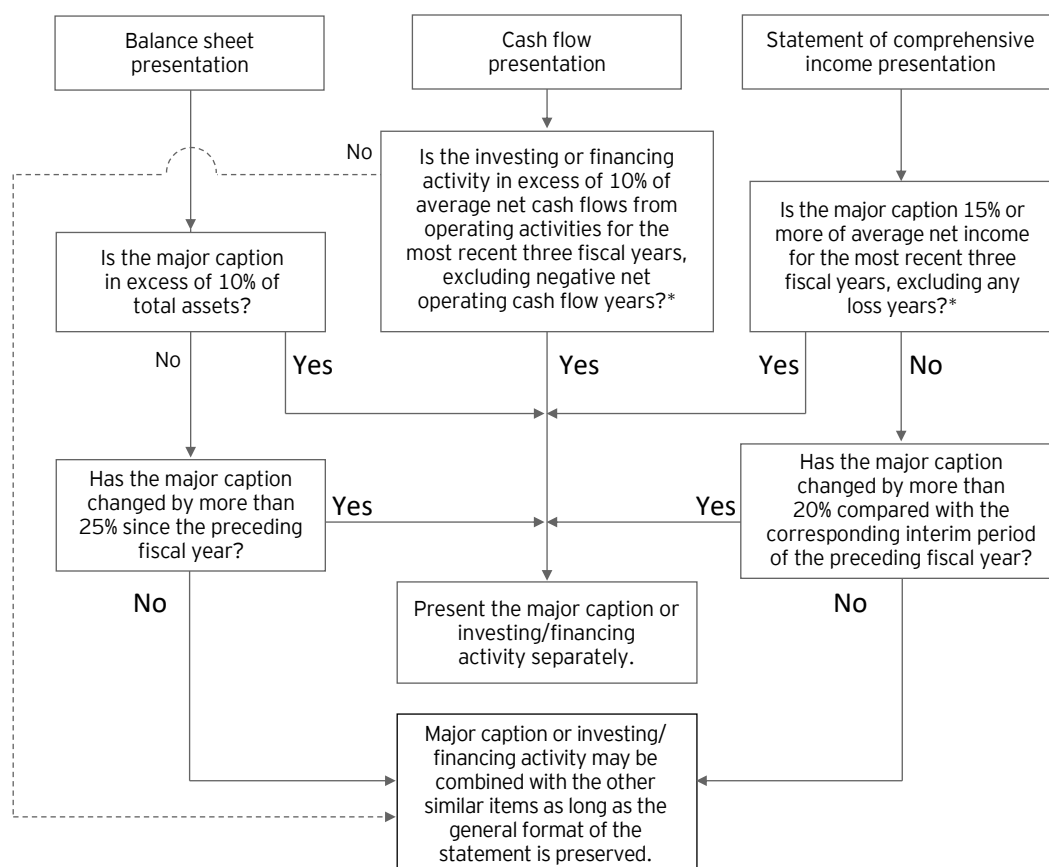 Balance sheet
presentation
Cash flow
presentation
Statement of comprehensive
income presentation
No
Is the investing or financing
activity in excess of 10% of
average net cash flows from
operating activities for the
most recent three fiscal years,
excluding negative net
operating cash flow years?*
Is the major caption
in excess of 10% of
total assets?
Is the major caption 15% or
more of average net income
for the most recent three
fiscal years, excluding any
loss years?*
No
Yes
Yes
Yes
No
Has the major caption
changed by more than
25% since the preceding
fiscal year?
Yes
Yes
Has the major caption
changed by more than
20% compared with the
corresponding interim period
of the preceding fiscal year?
No
No
Present the major caption or
investing/financing
activity separately.
Major caption or investing/
financing activity may be
combined with the other
similar items as long as the
general format of the
statement is preserved.